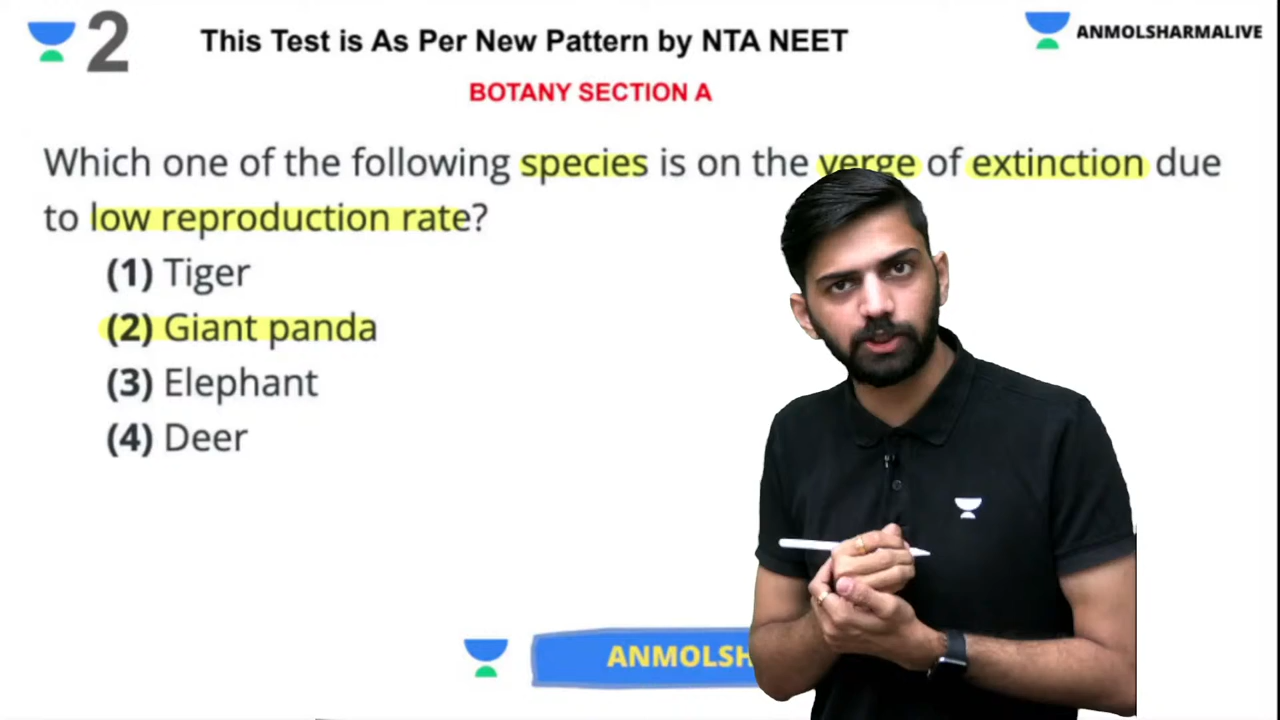 2
This Test is As Per New Pattern by NTA NEET
ANMOLSHARMALIVE
BOTANY SECTION A
Which one of the following species is on the verge of extinction due
to low reproduction rate?
(1) Tiger
(2) Giant panda
(3) Elephant
(4) Deer